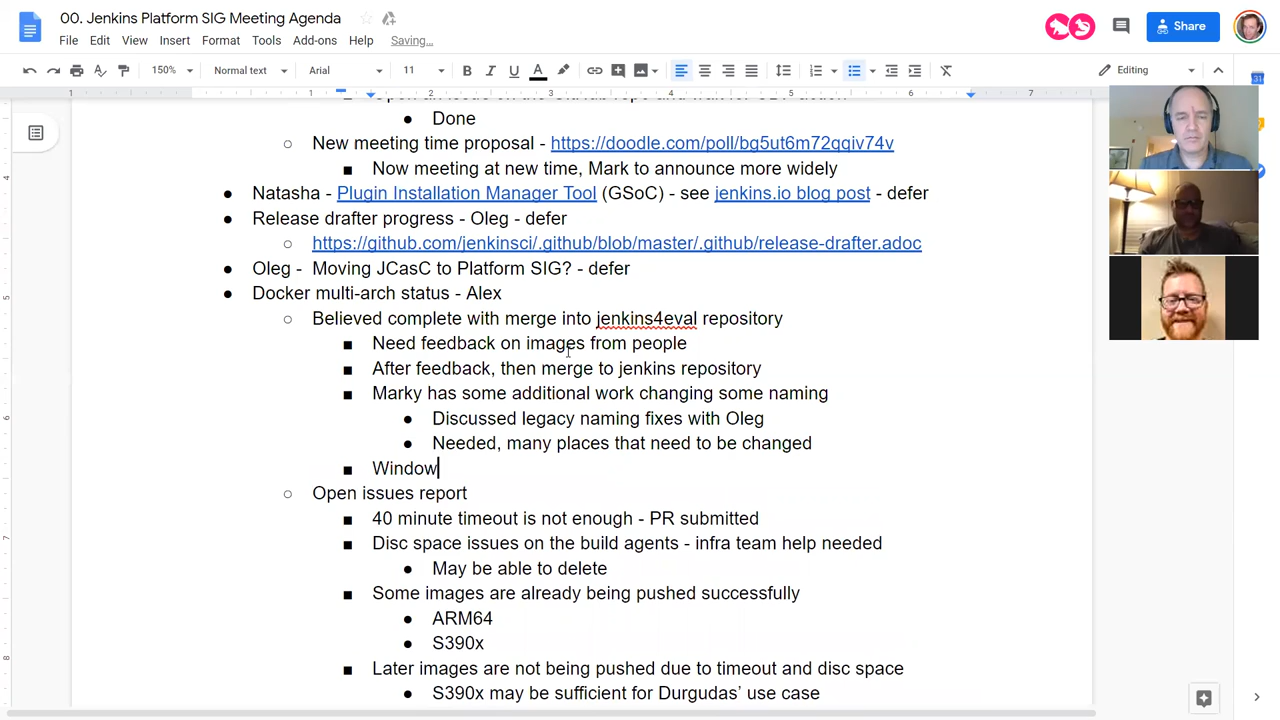 00. Jenkins Platform SIG Meeting Agenda
File Edit View Insert Format Tools Add-ons Help Saving...
Share
150% Normal text Arial 11 B I U A Editing
1 1 2 3 4 5 6 7
Done
New meeting time proposal - https://doodle.com/poll/bg5ut6m72qqiv74v
Now meeting at new time, Mark to announce more widely
Natasha - Plugin Installation Manager Tool (GSoC) - see jenkins.io blog post - defer
Release drafter progress - Oleg - defer
https://github.com/jenkinsci/.github/blob/master/.github/release-drafter.adoc
Oleg - Moving JCasC to Platform SIG? - defer
Docker multi-arch status - Alex
Believed complete with merge into jenkins4eval repository
Need feedback on images from people
After feedback, then merge to jenkins repository
Marky has some additional work changing some naming
Discussed legacy naming fixes with Oleg
Needed, many places that need to be changed
Window
Open issues report
40 minute timeout is not enough - PR submitted
Disc space issues on the build agents - infra team help needed
May be able to delete
Some images are already being pushed successfully
ARM64
S390x
Later images are not being pushed due to timeout and disc space
S390x may be sufficient for Durgudas’ use case